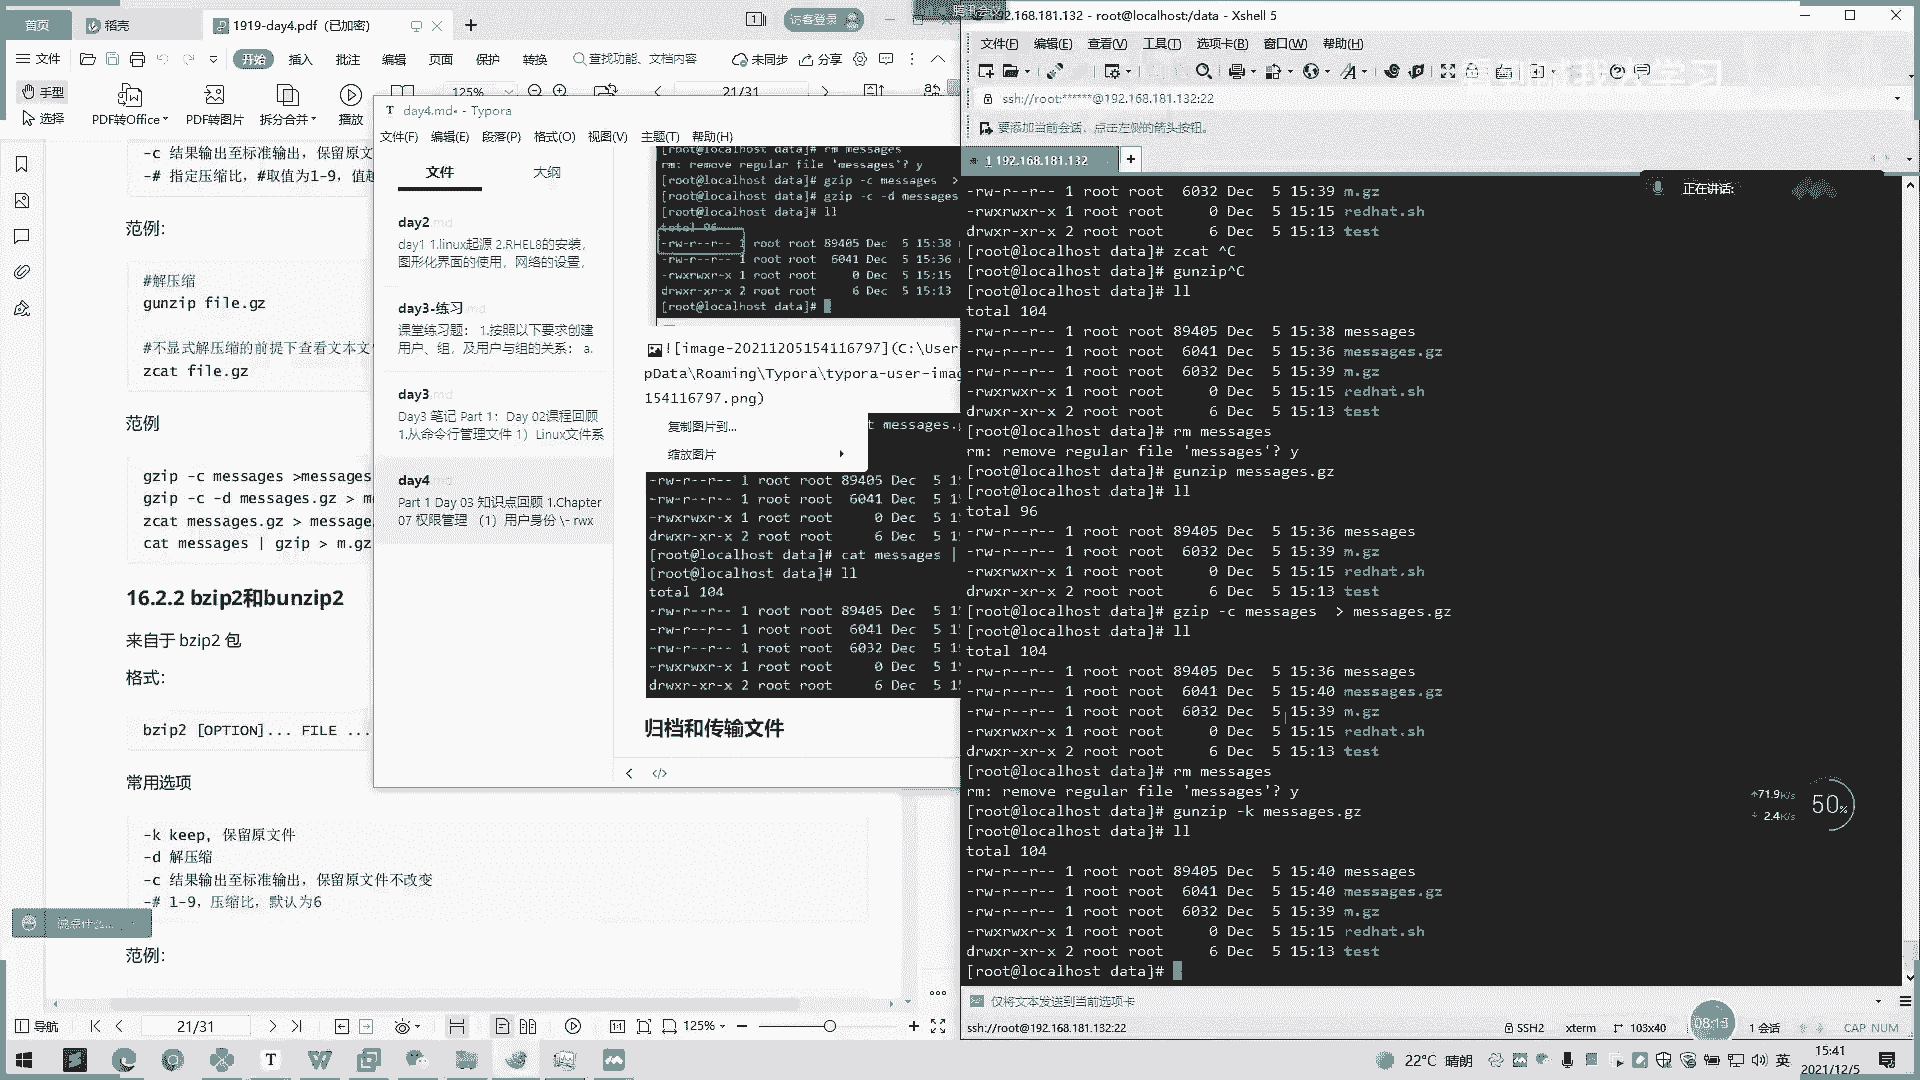 首页
稻壳
1919-day4.pdf (已加密)
访客登录
文件
开始
插入
批注
编辑
页面
保护
转换
查找功能、文档内容
未同步
分享
手型
选择
PDF转Office
PDF转图片
拆分合并
播放
125%
21/31
-c 结果输出至标准输出，保留原文
-# 指定压缩比，#取值为1-9，值越
范例：
#解压缩
gunzip file.gz
#不显式解压缩的前提下查看文本文
zcat file.gz
范例
gzip -c messages >messages
gzip -c -d messages.gz > m
zcat messages.gz > message
cat messages | gzip > m.gz
16.2.2 bzip2和bunzip2
来自于 bzip2 包
格式：
bzip2 [OPTION]... FILE ...
常用选项
-k keep, 保留原文件
-d 解压缩
-c 结果输出至标准输出，保留原文件不改变
-# 1-9，压缩比，默认为6
范例：
导航
21/31
125%
day4.md• - Typora
文件(F) 编辑(E) 段落(P) 格式(O) 视图(V) 主题(T) 帮助(H)
文件
大纲
day2.md
day1 1.linux起源 2.RHEL8的安装，
图形化界面的使用，网络的设置，
day3-练习.md
课堂练习题： 1.按照以下要求创建
用户、组，及用户与组的关系： a.
day3.md
Day3 笔记 Part 1：Day 02课程回顾
1.从命令行管理文件 1）Linux文件系
day4.md
Part 1 Day 03 知识点回顾 1.Chapter
07 权限管理 （1）用户身份 \- rwx
[root@localhost data]# rm messages
rm: remove regular file 'messages'? y
[root@localhost data]# gzip -c messages >
[root@localhost data]# gzip -c -d messages
[root@localhost data]# ll
total 96
-rw-r--r-- 1 root root 89405 Dec 5 15:38
-rw-r--r-- 1 root root 6041 Dec 5 15:36
-rwxrwxr-x 1 root root 0 Dec 5 15:15
drwxr-xr-x 2 root root 6 Dec 5 15:13
[root@localhost data]#
![image-20211205154116797](C:\User
pData\Roaming\Typora\typora-user-imag
154116797.png)
复制图片到...
缩放图片
t messages.
-rw-r--r-- 1 root root 89405 Dec 5 1
-rw-r--r-- 1 root root 6041 Dec 5 1
-rwxrwxr-x 1 root root 0 Dec 5 1
drwxr-xr-x 2 root root 6 Dec 5 1
[root@localhost data]# cat messages |
[root@localhost data]# ll
total 104
-rw-r--r-- 1 root root 89405 Dec 5 1
-rw-r--r-- 1 root root 6041 Dec 5 1
-rw-r--r-- 1 root root 6032 Dec 5 1
-rwxrwxr-x 1 root root 0 Dec 5 1
drwxr-xr-x 2 root root 6 Dec 5 1
归档和传输文件
192.168.181.132 - root@localhost:/data - Xshell 5
文件(F) 编辑(E) 查看(V) 工具(T) 选项卡(B) 窗口(W) 帮助(H)
ssh://root:******@192.168.181.132:22
要添加当前会话，点击左侧的箭头按钮。
1 192.168.181.132
正在讲话:
-rw-r--r-- 1 root root 6032 Dec 5 15:39 m.gz
-rwxrwxr-x 1 root root 0 Dec 5 15:15 redhat.sh
drwxr-xr-x 2 root root 6 Dec 5 15:13 test
[root@localhost data]# zcat ^C
[root@localhost data]# gunzip^C
[root@localhost data]# ll
total 104
-rw-r--r-- 1 root root 89405 Dec 5 15:38 messages
-rw-r--r-- 1 root root 6041 Dec 5 15:36 messages.gz
-rw-r--r-- 1 root root 6032 Dec 5 15:39 m.gz
-rwxrwxr-x 1 root root 0 Dec 5 15:15 redhat.sh
drwxr-xr-x 2 root root 6 Dec 5 15:13 test
[root@localhost data]# rm messages
rm: remove regular file 'messages'? y
[root@localhost data]# gunzip messages.gz
[root@localhost data]# ll
total 96
-rw-r--r-- 1 root root 89405 Dec 5 15:36 messages
-rw-r--r-- 1 root root 6032 Dec 5 15:39 m.gz
-rwxrwxr-x 1 root root 0 Dec 5 15:15 redhat.sh
drwxr-xr-x 2 root root 6 Dec 5 15:13 test
[root@localhost data]# gzip -c messages  > messages.gz
[root@localhost data]# ll
total 104
-rw-r--r-- 1 root root 89405 Dec 5 15:36 messages
-rw-r--r-- 1 root root 6041 Dec 5 15:40 messages.gz
-rw-r--r-- 1 root root 6032 Dec 5 15:39 m.gz
-rwxrwxr-x 1 root root 0 Dec 5 15:15 redhat.sh
drwxr-xr-x 2 root root 6 Dec 5 15:13 test
[root@localhost data]# rm messages
rm: remove regular file 'messages'? y
[root@localhost data]# gunzip -k messages.gz
[root@localhost data]# ll
total 104
-rw-r--r-- 1 root root 89405 Dec 5 15:40 messages
-rw-r--r-- 1 root root 6041 Dec 5 15:40 messages.gz
-rw-r--r-- 1 root root 6032 Dec 5 15:39 m.gz
-rwxrwxr-x 1 root root 0 Dec 5 15:15 redhat.sh
drwxr-xr-x 2 root root 6 Dec 5 15:13 test
[root@localhost data]#
↑71.9K/s
↓ 2.4K/s
50%
仅将文本发送到当前选项卡
ssh://root@192.168.181.132:22
SSH2
xterm
103x40
08:15
1 会话
CAP NUM
22°C 晴朗
英
15:41
2021/12/5